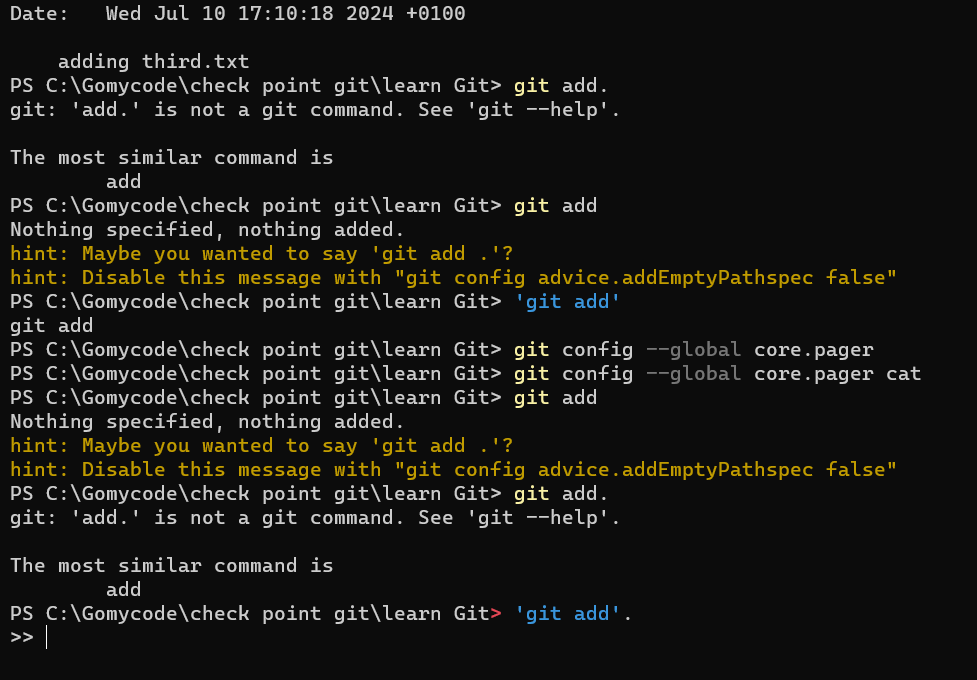 Date:   Wed Jul 10 17:10:18 2024 +0100
    adding third.txt
PS C:\Gomycode\check point git\learn Git> git add.
git: 'add.' is not a git command. See 'git --help'.
The most similar command is
        add
PS C:\Gomycode\check point git\learn Git> git add
Nothing specified, nothing added.
hint: Maybe you wanted to say 'git add .'?
hint: Disable this message with "git config advice.addEmptyPathspec false"
PS C:\Gomycode\check point git\learn Git> 'git add'
git add
PS C:\Gomycode\check point git\learn Git> git config --global core.pager
PS C:\Gomycode\check point git\learn Git> git config --global core.pager cat
PS C:\Gomycode\check point git\learn Git> git add
Nothing specified, nothing added.
hint: Maybe you wanted to say 'git add .'?
hint: Disable this message with "git config advice.addEmptyPathspec false"
PS C:\Gomycode\check point git\learn Git> git add.
git: 'add.' is not a git command. See 'git --help'.
The most similar command is
        add
PS C:\Gomycode\check point git\learn Git> 'git add'.
>>